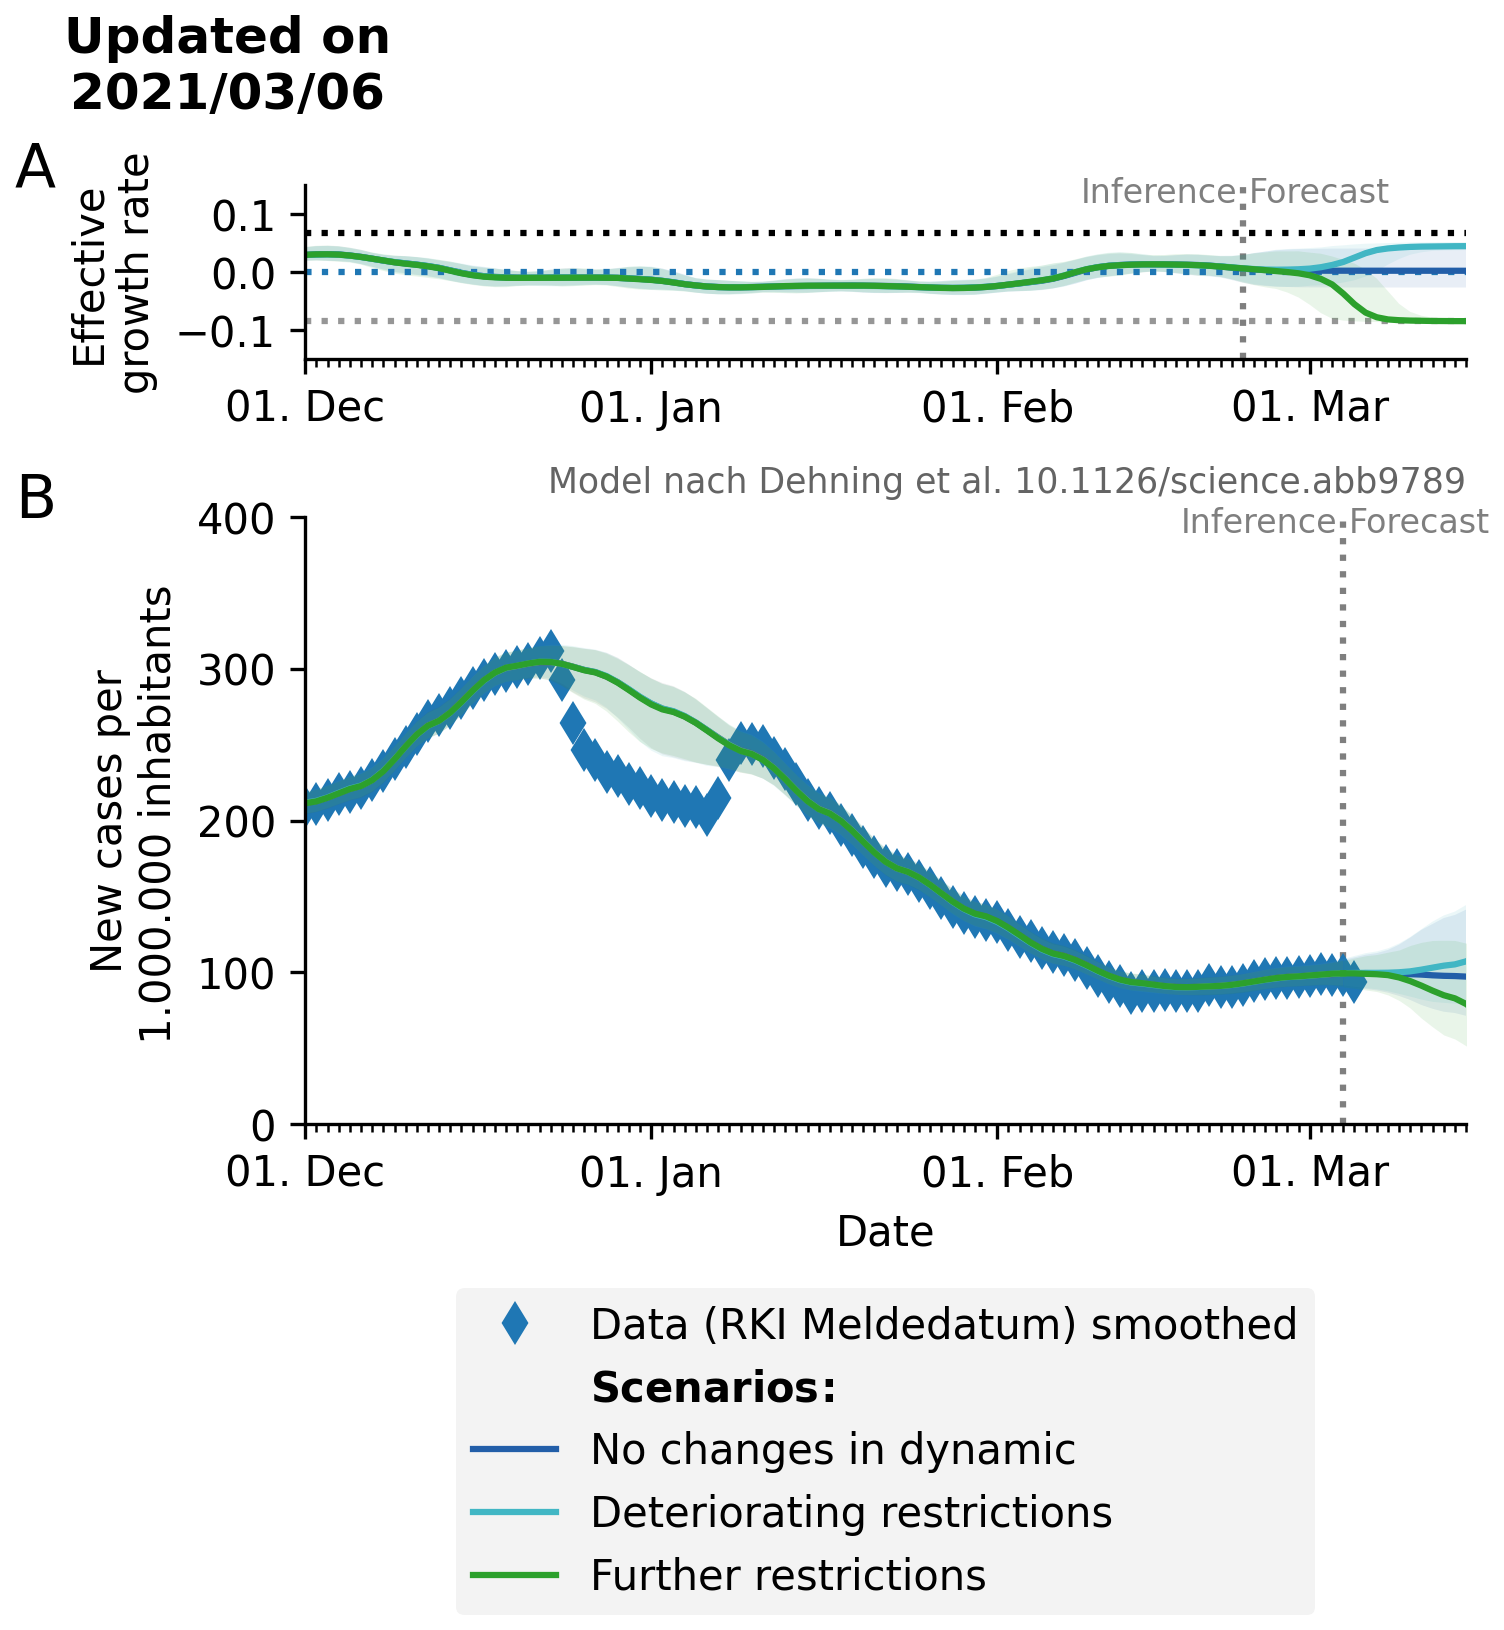 Updated on
2021/03/06
A
Effective
growth rate
0.1
0.0
−0.1
Inference Forecast
01. Dec 01. Jan 01. Feb 01. Mar
B
Model nach Dehning et al. 10.1126/science.abb9789
Inference Forecast
New cases per
1.000.000 inhabitants
400
300
200
100
0
01. Dec 01. Jan 01. Feb 01. Mar
Date
Data (RKI Meldedatum) smoothed
Scenarios:
No changes in dynamic
Deteriorating restrictions
Further restrictions